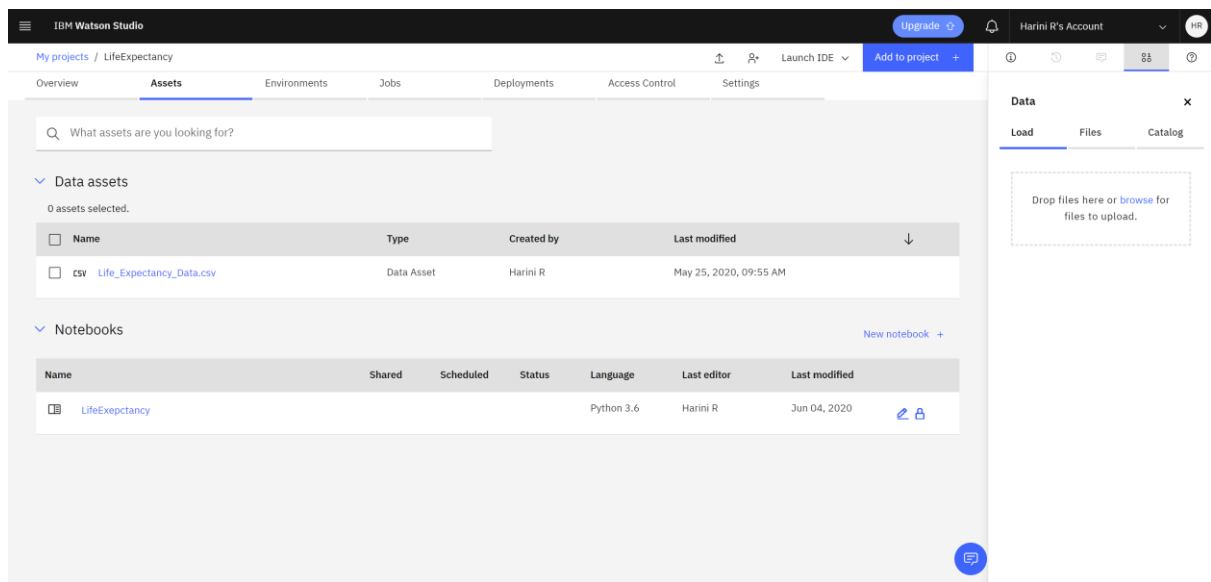 IBM Watson Studio Upgrade Harini R's Account HR
My projects / LifeExpectancy Launch IDE Add to project +
Overview Assets Environments Jobs Deployments Access Control Settings
Data
Load Files Catalog
What assets are you looking for?
Drop files here or browse for
files to upload.
Data assets
0 assets selected.
Name Type Created by Last modified
CSV Life_Expectancy_Data.csv Data Asset Harini R May 25, 2020, 09:55 AM
Notebooks
New notebook +
Name Shared Scheduled Status Language Last editor Last modified
LifeExepctancy Python 3.6 Harini R Jun 04, 2020